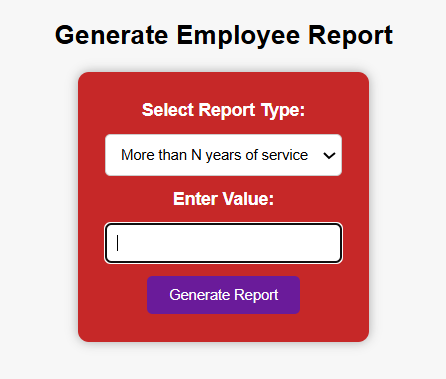 Generate Employee Report
Select Report Type:
More than N years of service
Enter Value:
Generate Report